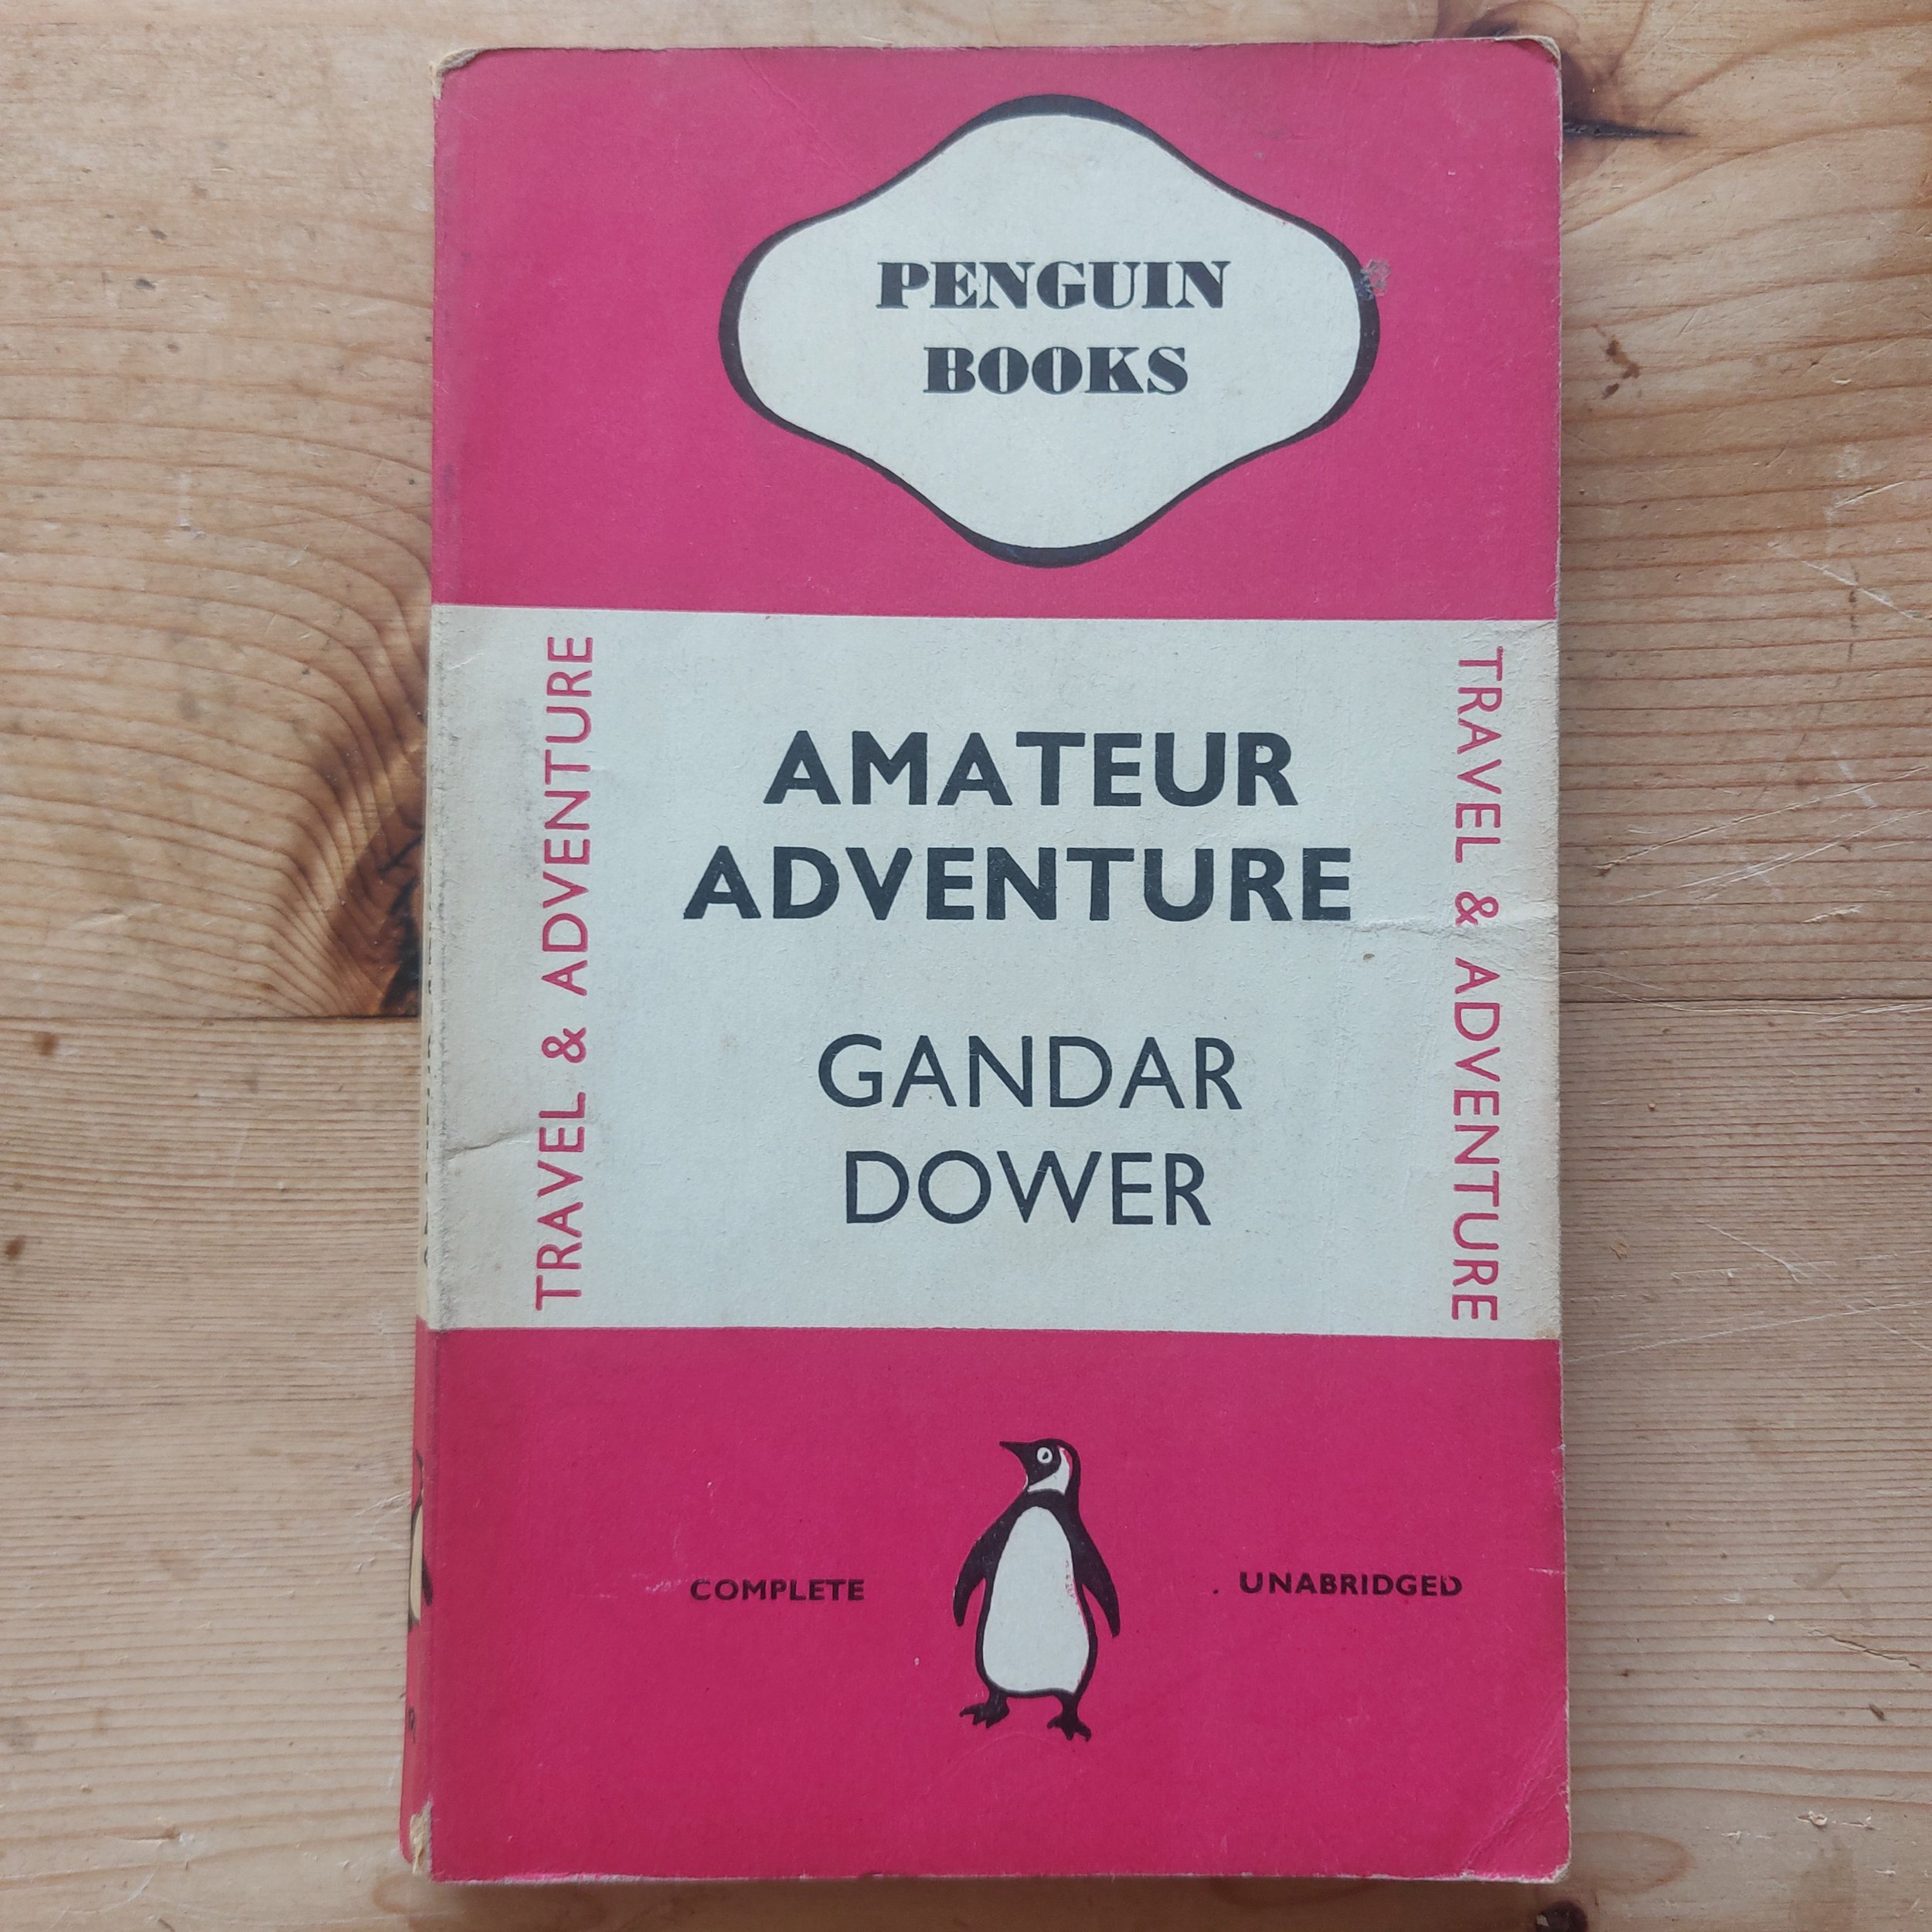 PENGUIN
BOOKS
TRAVEL & ADVENTURE
AMATEUR
ADVENTURE
GANDAR
DOWER
TRAVEL & ADVENTURE
COMPLETE
UNABRIDGED